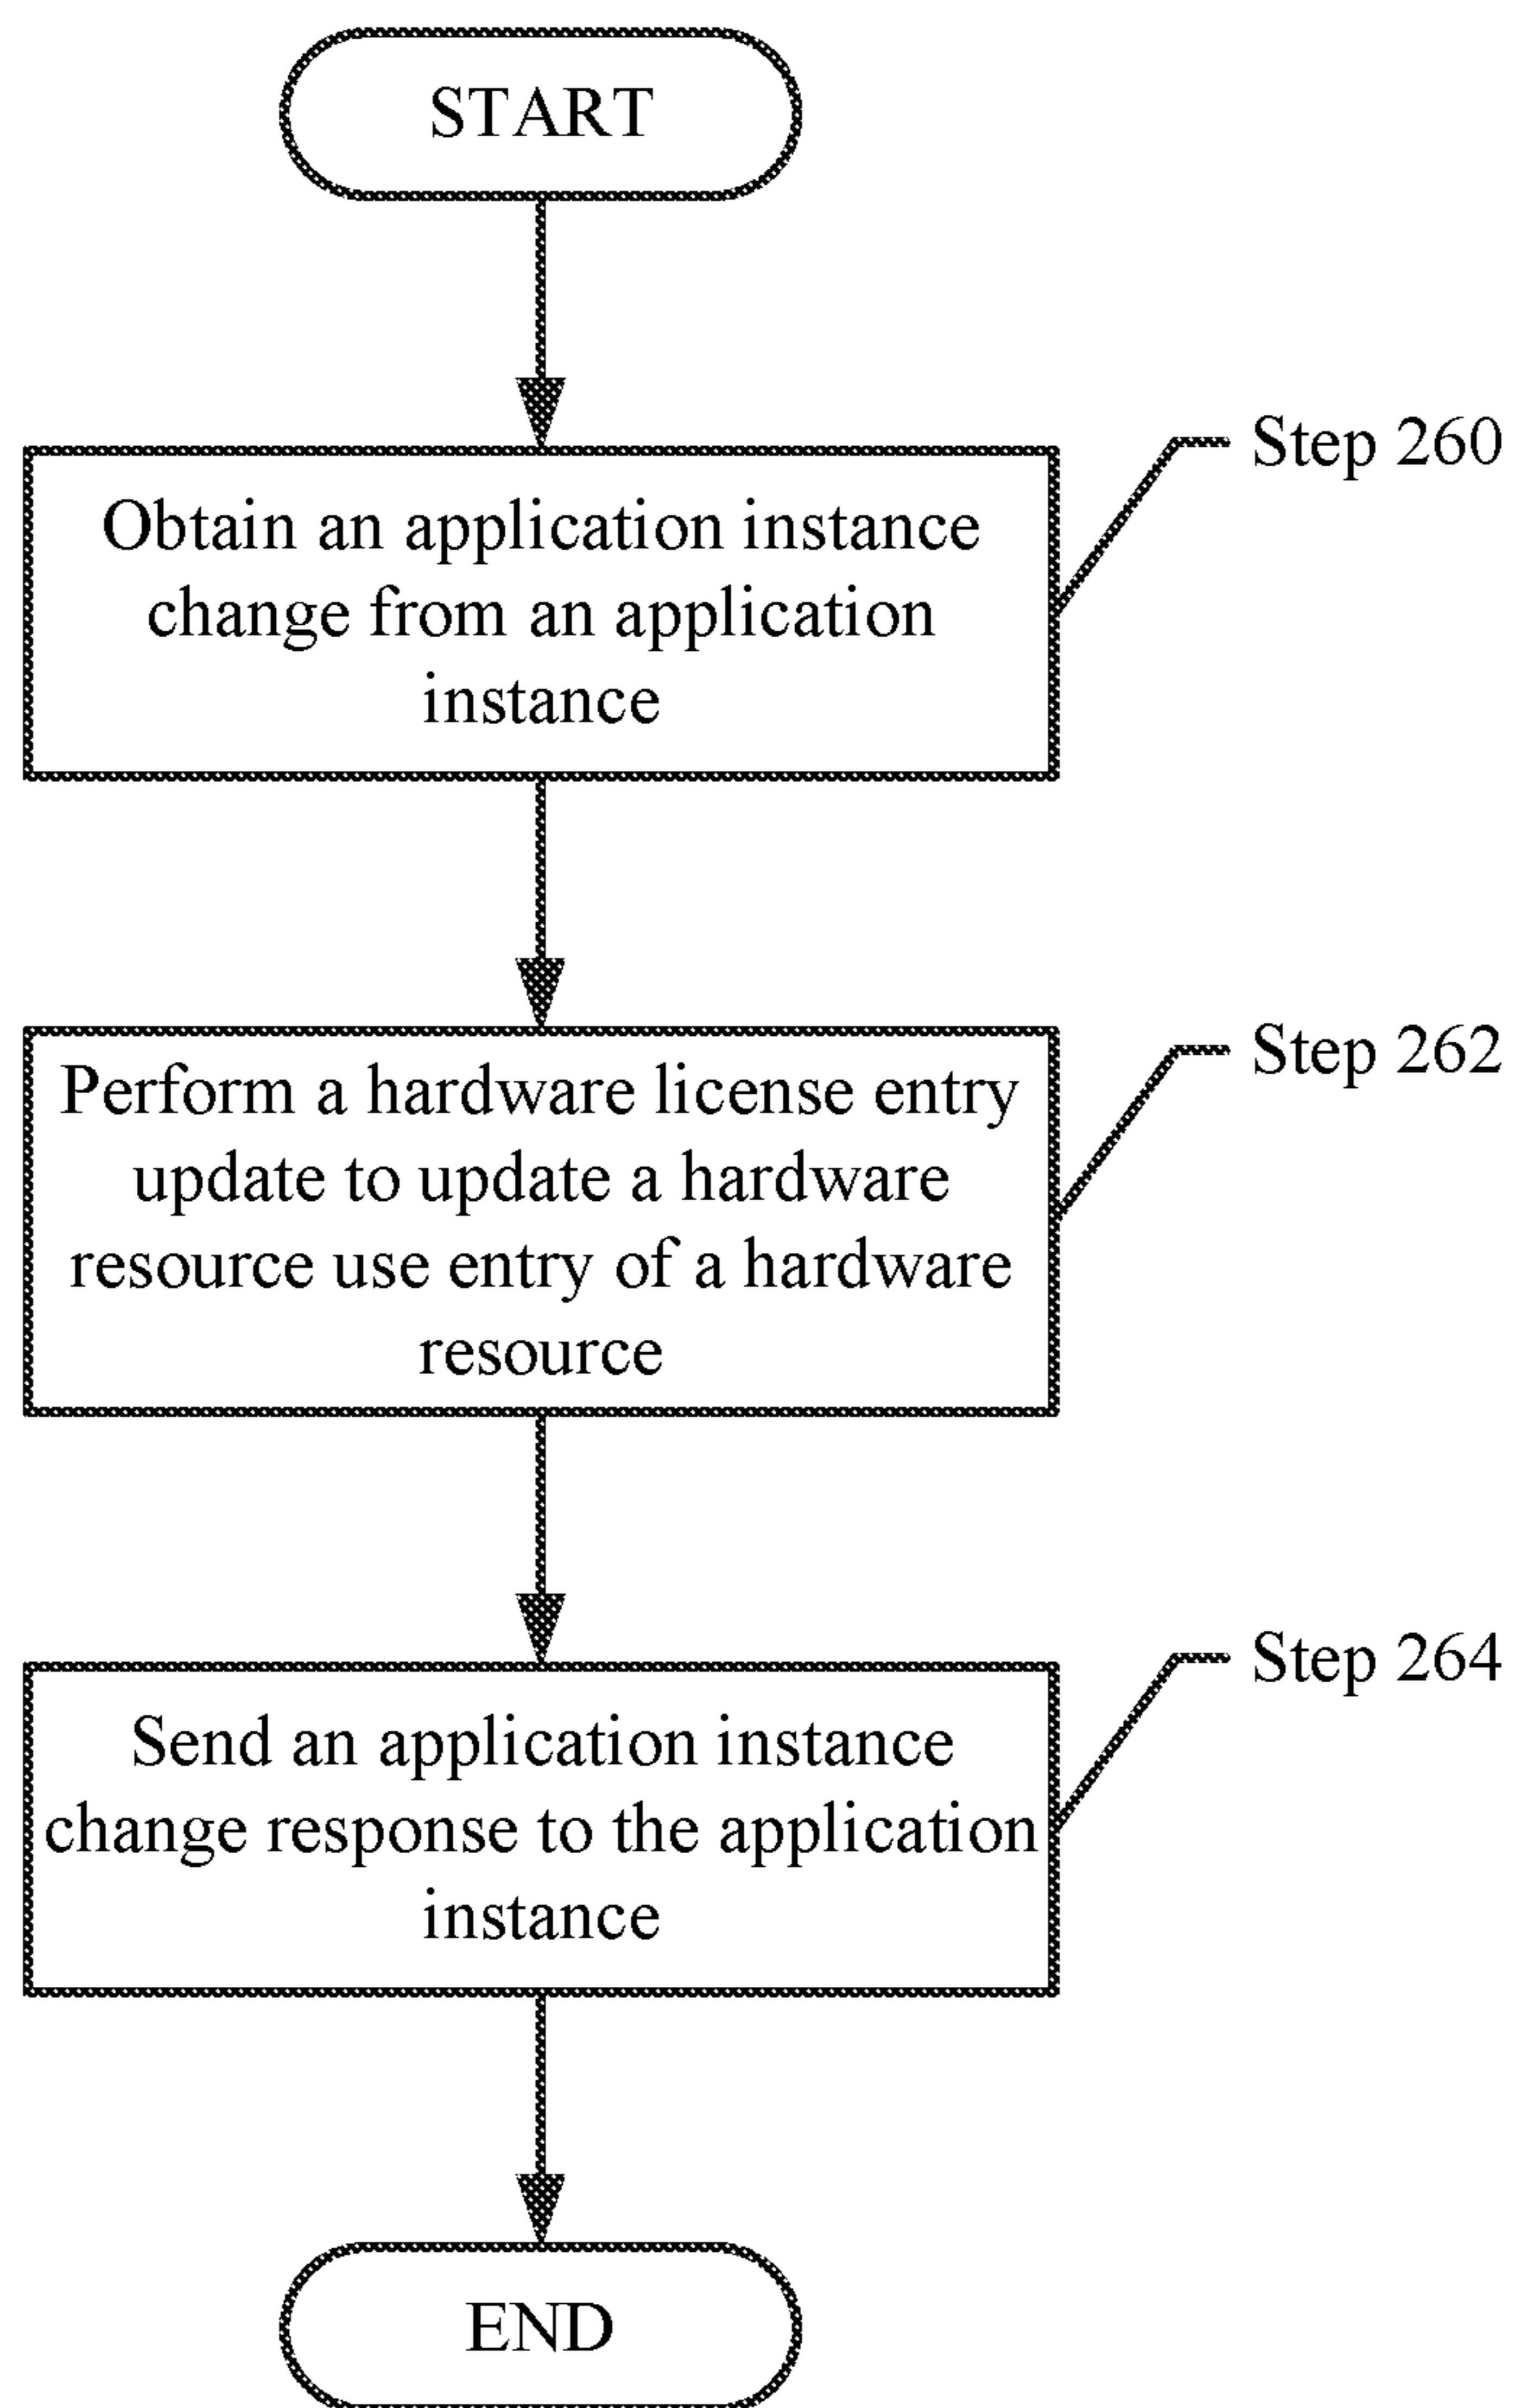 START
Step 260
Obtain an application instance
change from an application
instance
Step 262
Perform a hardware license entry
update to update a hardware
resource use entry of a hardware
resource
Step 264
Send an application instance
change response to the application
instance
END